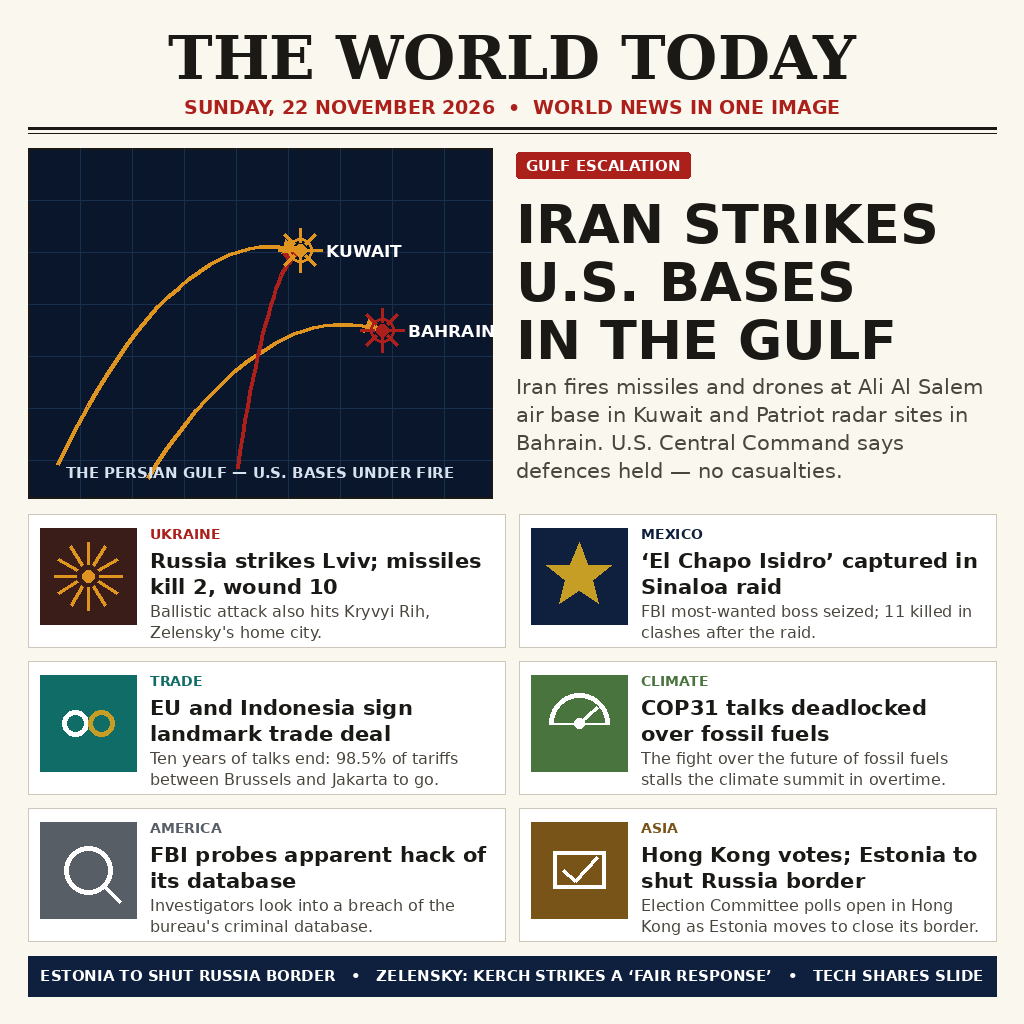 THE WORLD TODAY
SUNDAY, 22 NOVEMBER 2026 • WORLD NEWS IN ONE IMAGE
KUWAIT
BAHRAIN
THE PERSIAN GULF — U.S. BASES UNDER FIRE
GULF ESCALATION
IRAN STRIKES
U.S. BASES
IN THE GULF
Iran fires missiles and drones at Ali Al Salem
air base in Kuwait and Patriot radar sites in
Bahrain. U.S. Central Command says
defences held — no casualties.
UKRAINE
Russia strikes Lviv; missiles
kill 2, wound 10
Ballistic attack also hits Kryvyi Rih,
Zelensky's home city.
MEXICO
‘El Chapo Isidro’ captured in
Sinaloa raid
FBI most-wanted boss seized; 11 killed in
clashes after the raid.
TRADE
EU and Indonesia sign
landmark trade deal
Ten years of talks end: 98.5% of tariffs
between Brussels and Jakarta to go.
CLIMATE
COP31 talks deadlocked
over fossil fuels
The fight over the future of fossil fuels
stalls the climate summit in overtime.
AMERICA
FBI probes apparent hack of
its database
Investigators look into a breach of the
bureau's criminal database.
ASIA
Hong Kong votes; Estonia to
shut Russia border
Election Committee polls open in Hong
Kong as Estonia moves to close its border.
ESTONIA TO SHUT RUSSIA BORDER • ZELENSKY: KERCH STRIKES A ‘FAIR RESPONSE’ • TECH SHARES SLIDE